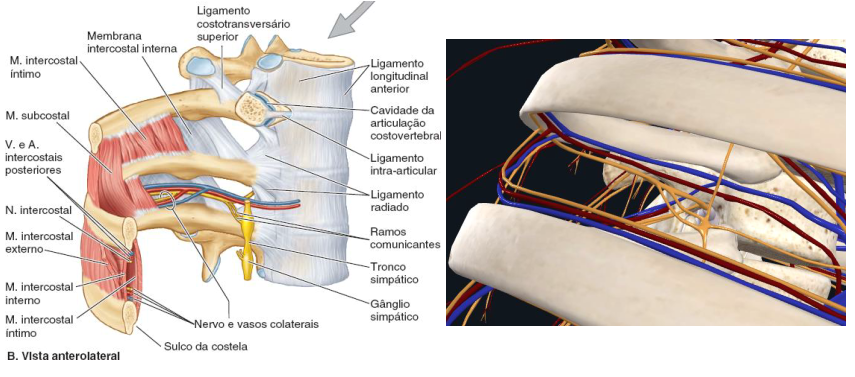 Ligamento
costotransversário
superior
Membrana
intercostal interna
M. intercostal
íntimo
M. subcostal
V. e A.
intercostais
posteriores
N. intercostal
M. intercostal
externo
M. intercostal
interno
M. intercostal
íntimo
Ligamento
longitudinal
anterior
Cavidade da
articulação
costovertebral
Ligamento
intra-articular
Ligamento
radiado
Ramos
comunicantes
Tronco
simpático
Gânglio
simpático
Nervo e vasos colaterais
Sulco da costela
B. Vista anterolateral